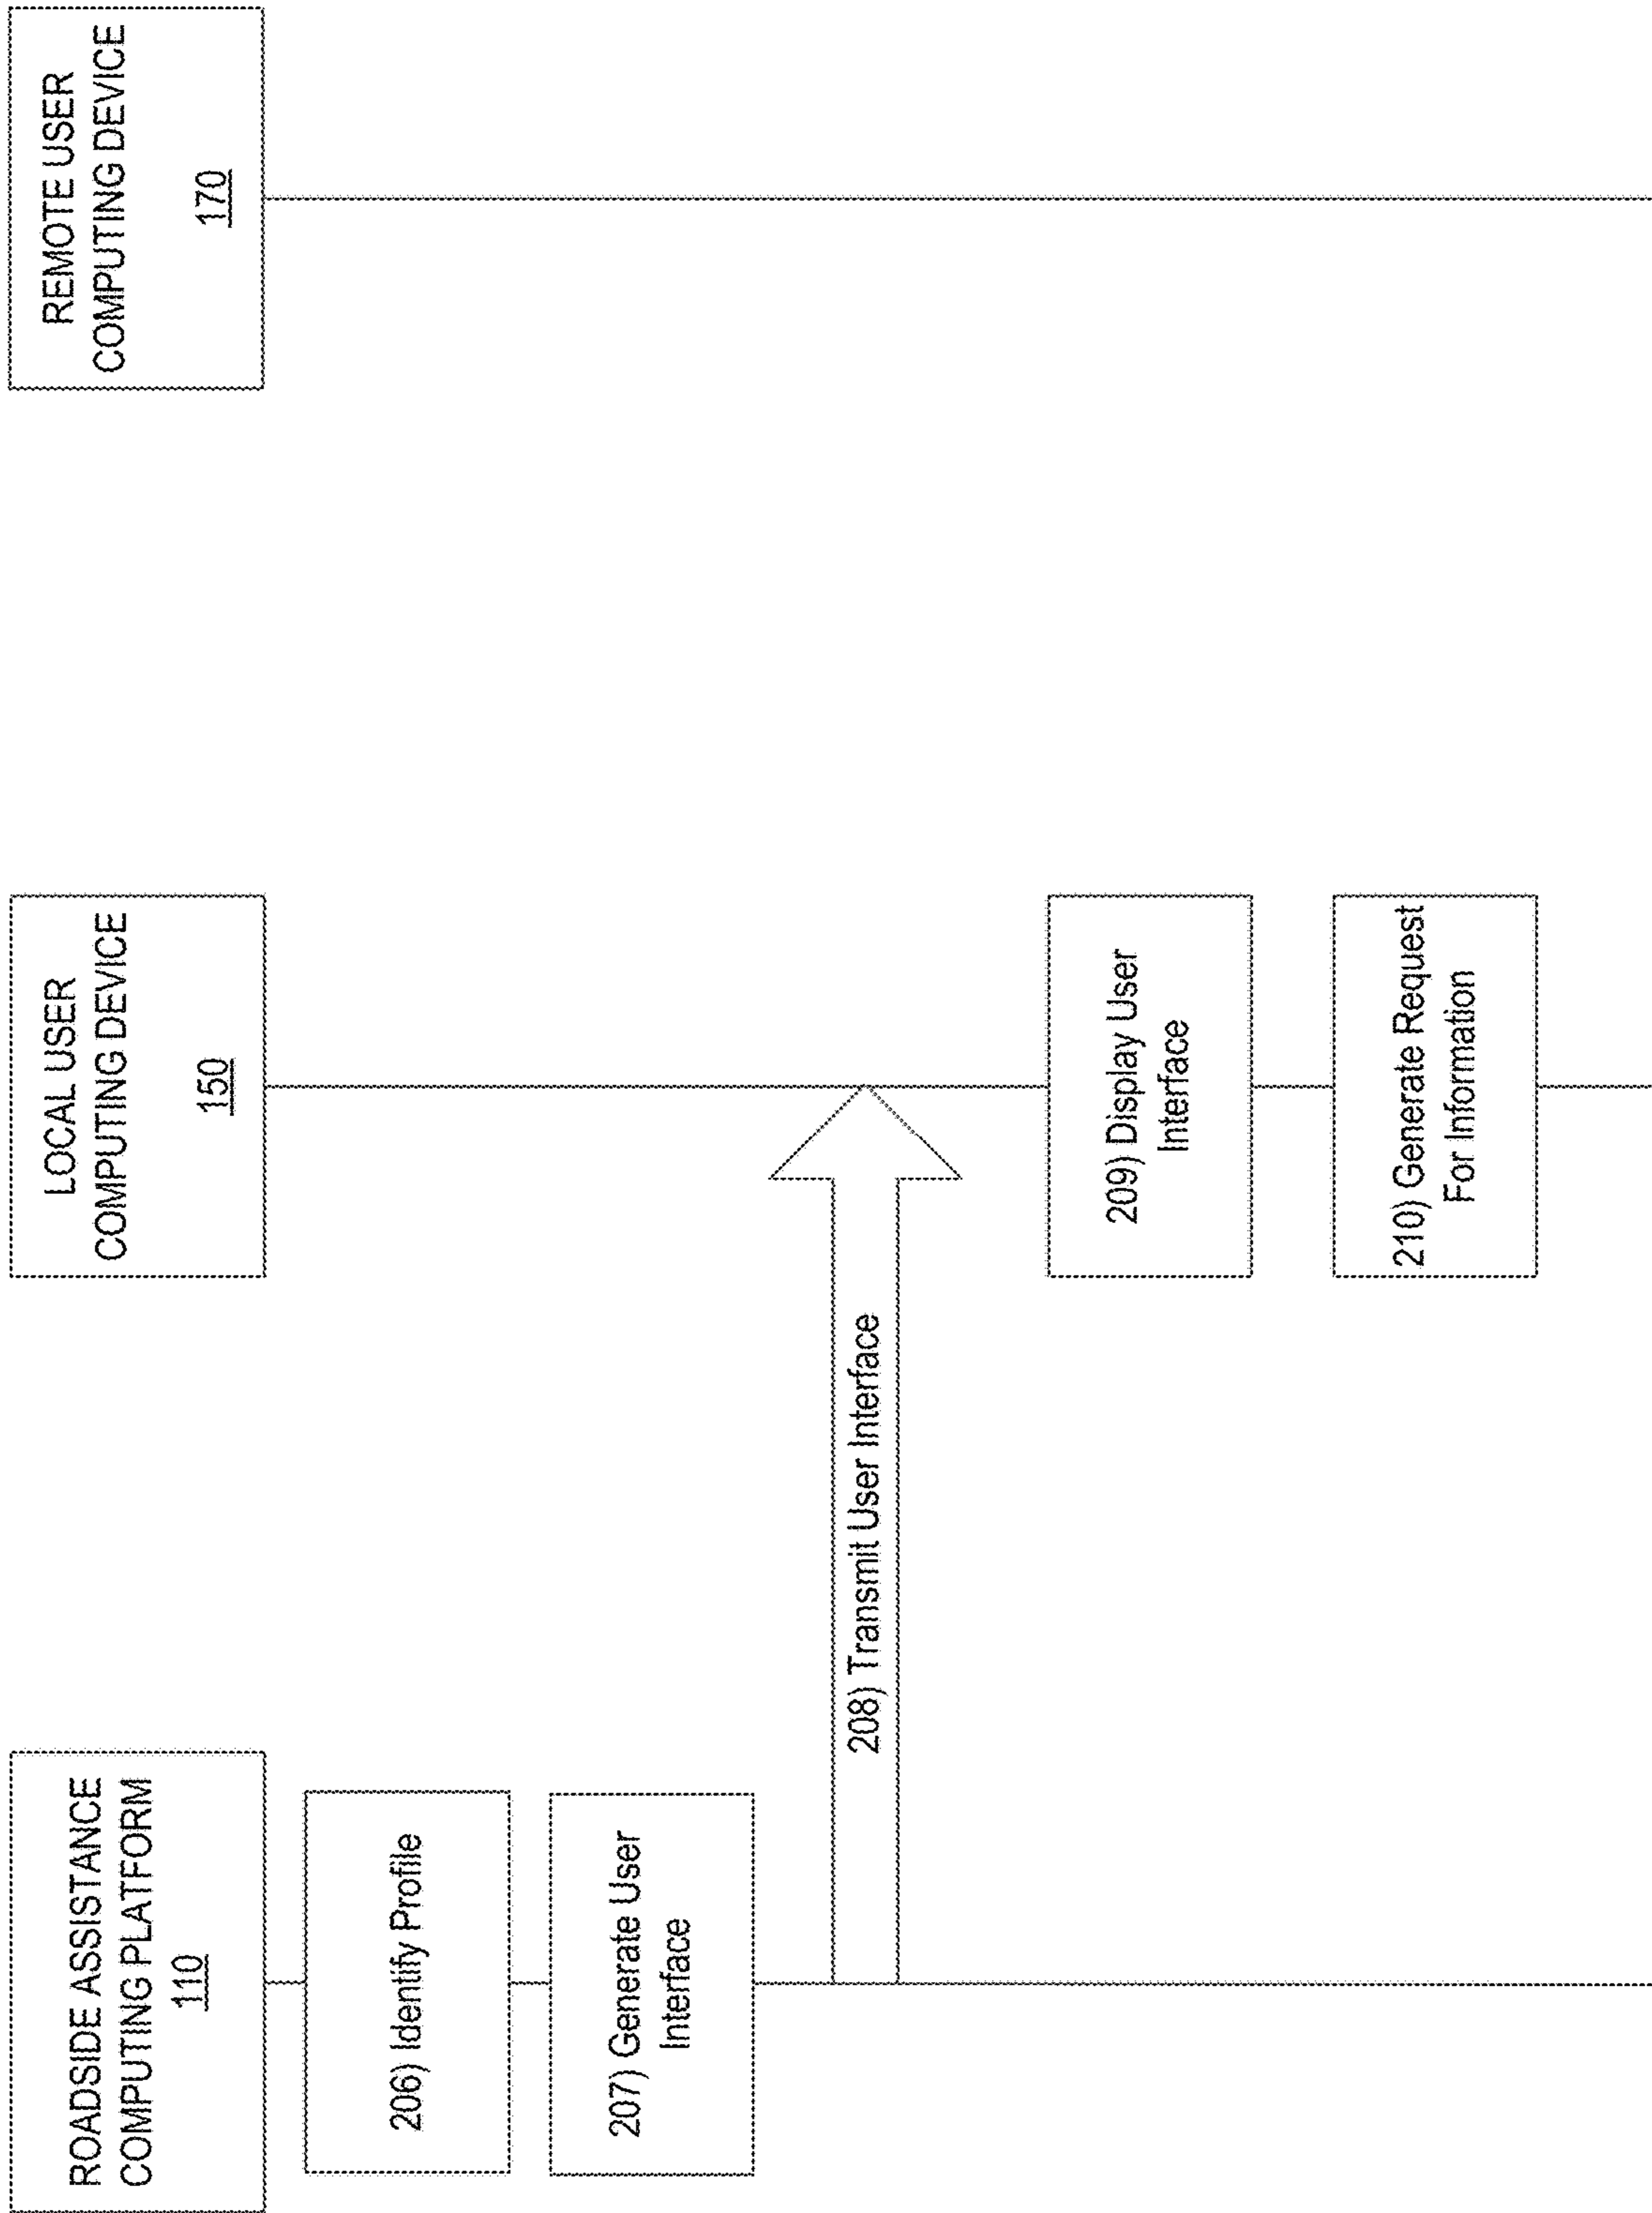 ROADSIDE ASSISTANCE
COMPUTING PLATFORM
110
LOCAL USER
COMPUTING DEVICE
150
REMOTE USER
COMPUTING DEVICE
170
206) Identify Profile
207) Generate User
Interface
208) Transmit User Interface
209) Display User
Interface
210) Generate Request
For Information